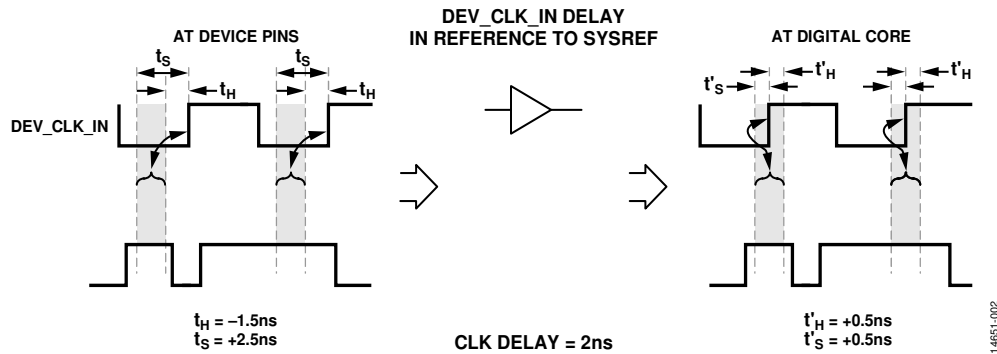 DEV_CLK_IN DELAY
IN REFERENCE TO SYSREF
AT DEVICE PINS
AT DIGITAL CORE
tS
tS
tH
tH
t'H
t'H
t'S
DEV_CLK_IN
tH = –1.5ns
tS = +2.5ns
CLK DELAY = 2ns
t'H = +0.5ns
t'S = +0.5ns
14651-002